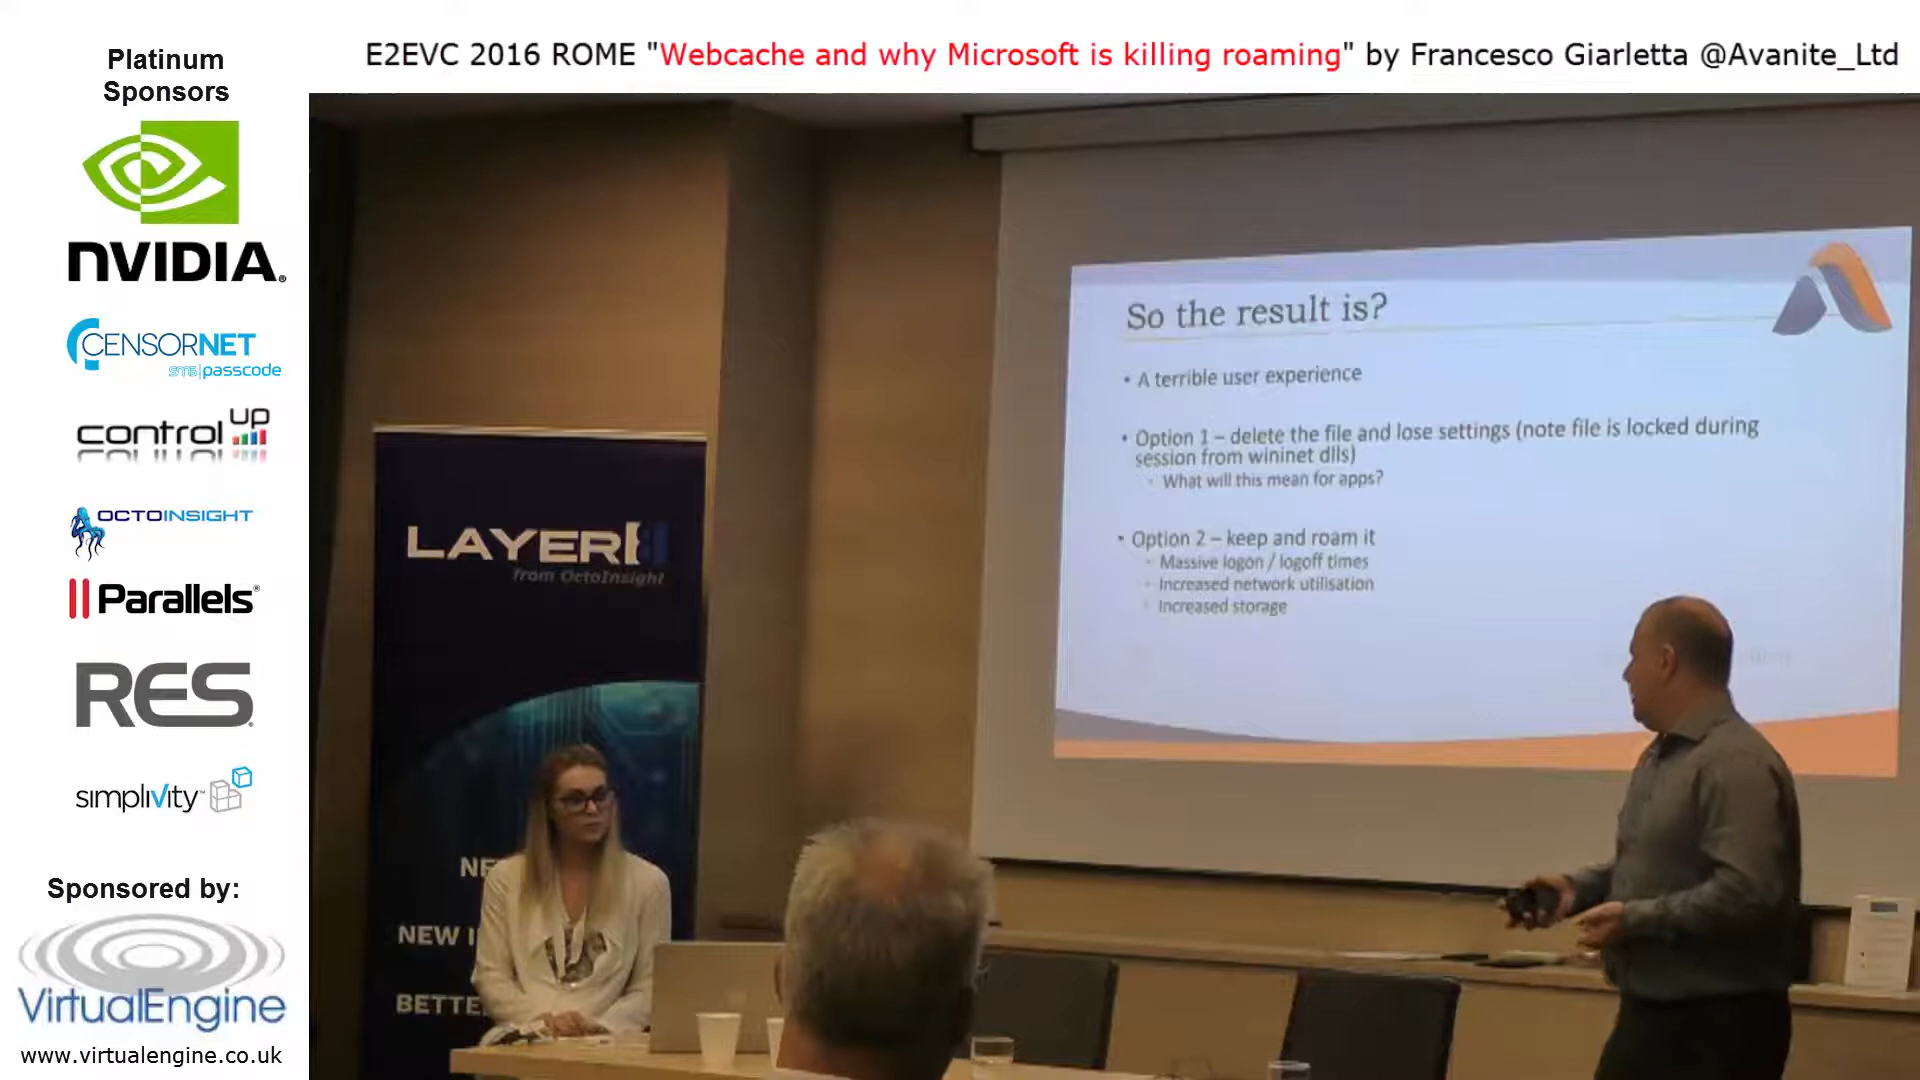 E2EVC 2016 ROME "Webcache and why Microsoft is killing roaming" by Francesco Giarletta @Avanite_Ltd
Platinum
Sponsors
NVIDIA®
CENSORNET
passcode
control UP
OCTOINSIGHT
Parallels®
RES®
simplivity™
Sponsored by:
VirtualEngine
www.virtualengine.co.uk
LAYER8
from OctoInsight
NE
NEW I
BETTE
So the result is?
• A terrible user experience
• Option 1 – delete the file and lose settings (note file is locked during
session from wininet dlls)
◦ What will this mean for apps?
• Option 2 – keep and roam it
◦ Massive logon / logoff times
◦ Increased network utilisation
◦ Increased storage